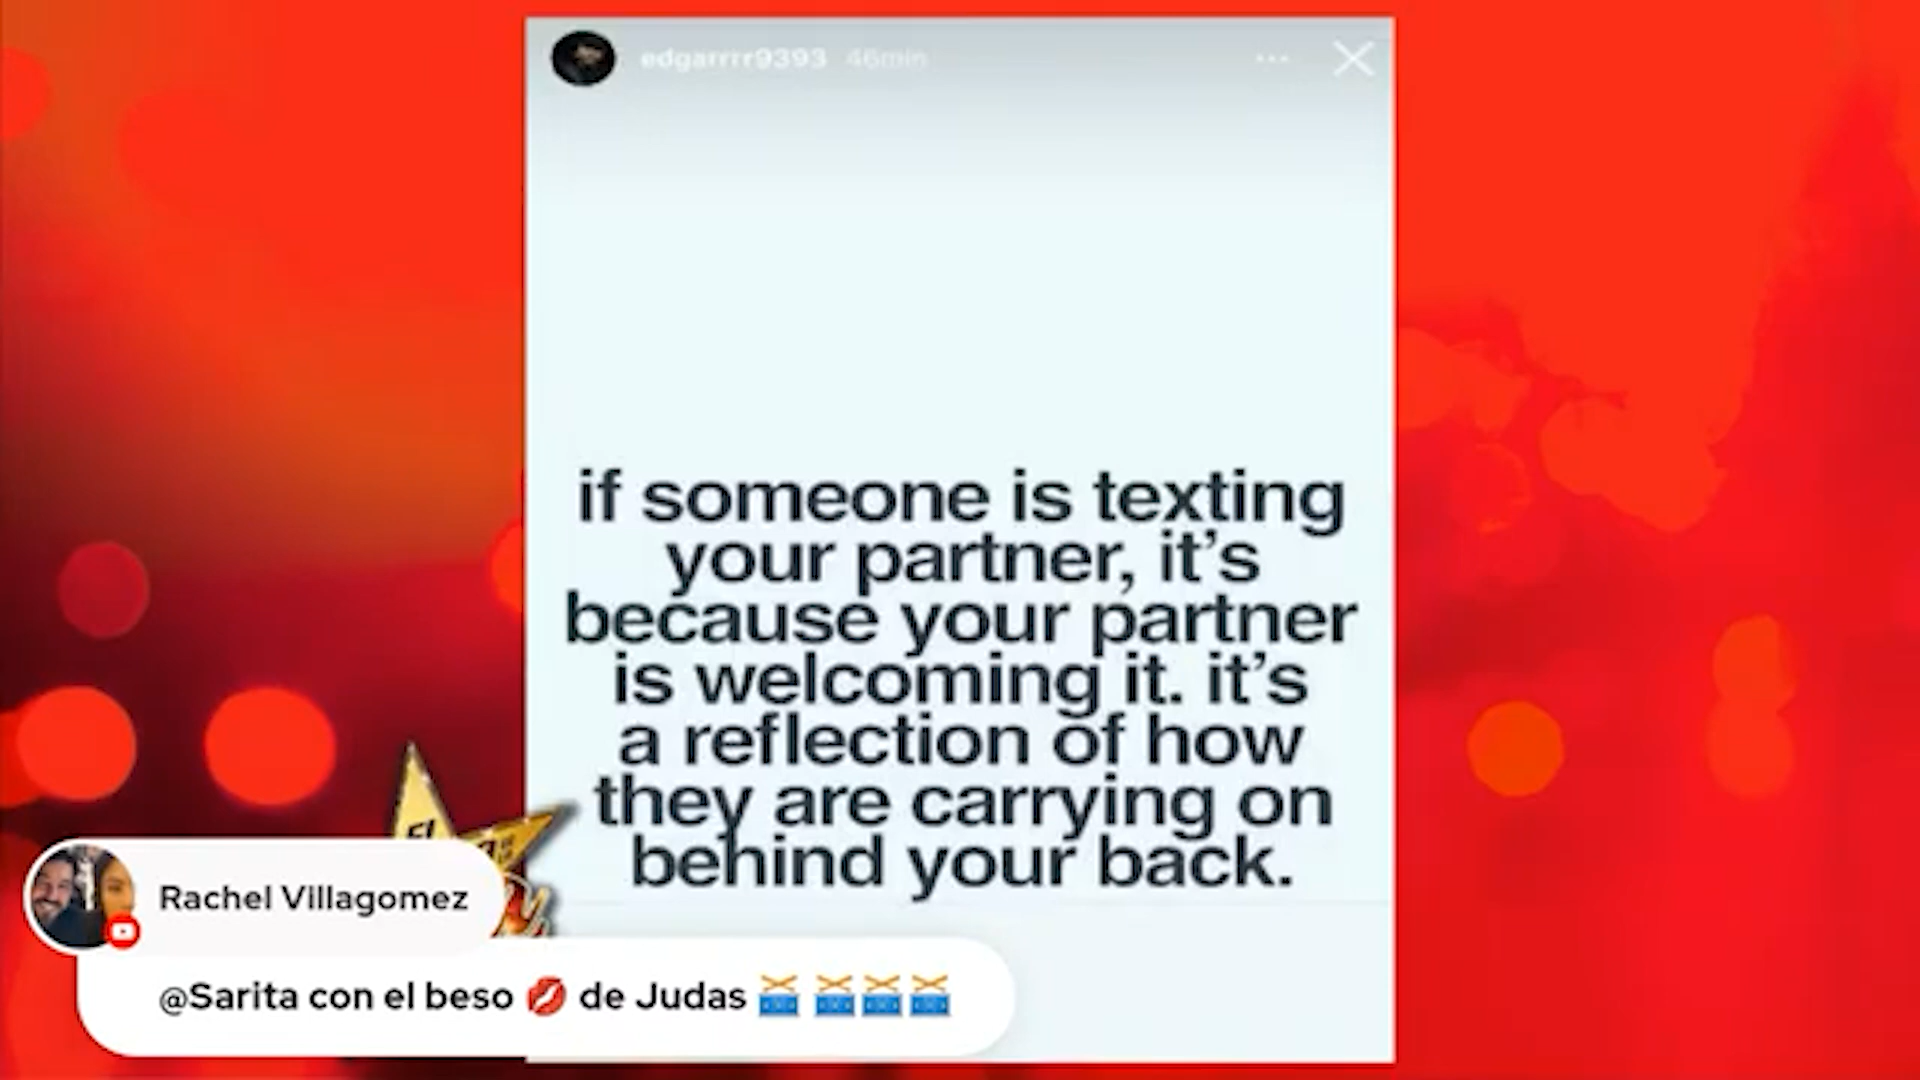 edgarrrr9393 46min
if someone is texting
your partner, it's
because your partner
is welcoming it. it's
a reflection of how
they are carrying on
behind your back.
EL
Rachel Villagomez
@Sarita con el beso 💋 de Judas 🥁 🥁🥁🥁